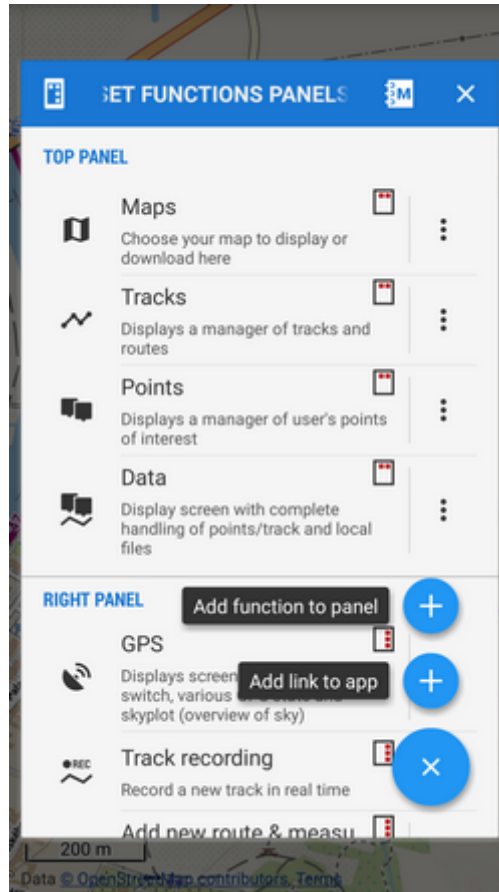 SET FUNCTIONS PANELS
M
TOP PANEL
Maps
Choose your map to display or
download here
Tracks
Displays a manager of tracks and
routes
Points
Displays a manager of user's points
of interest
Data
Display screen with complete
handling of points/track and local
files
RIGHT PANEL
Add function to panel
GPS
Displays screen
Add link to app
switch, various
skyplot (overview of sky)
REC
Track recording
Record a new track in real time
Add new route & measu
200 m
Data © OpenStreetMap contributors, Terms